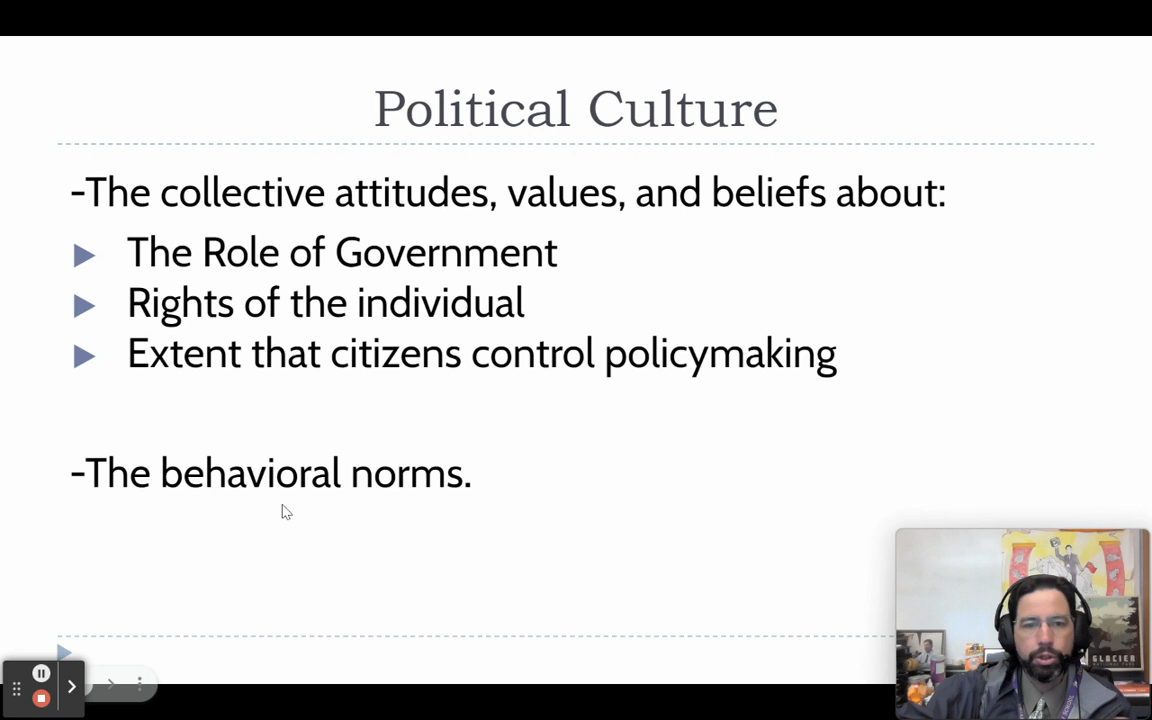 Political Culture
-The collective attitudes, values, and beliefs about:
The Role of Government
Rights of the individual
Extent that citizens control policymaking
-The behavioral norms.
GLACIER